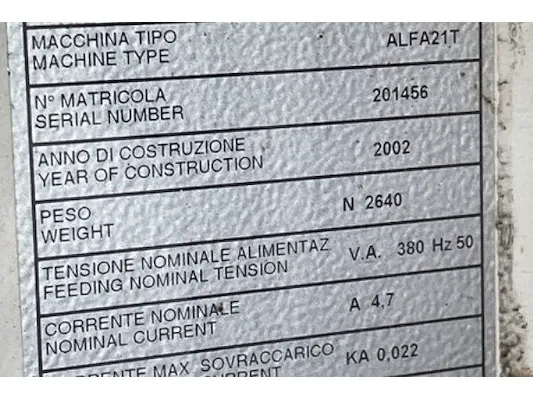 MACCHINA TIPO ALFA21T
MACHINE TYPE
N° MATRICOLA 201456
SERIAL NUMBER
ANNO DI COSTRUZIONE 2002
YEAR OF CONSTRUCTION
PESO N 2640
WEIGHT
TENSIONE NOMINALE ALIMENTAZ V.A. 380 Hz 50
FEEDING NOMINAL TENSION
CORRENTE NOMINALE A 4,7
NOMINAL CURRENT
MAX SOVRACCARICO KA 0,022